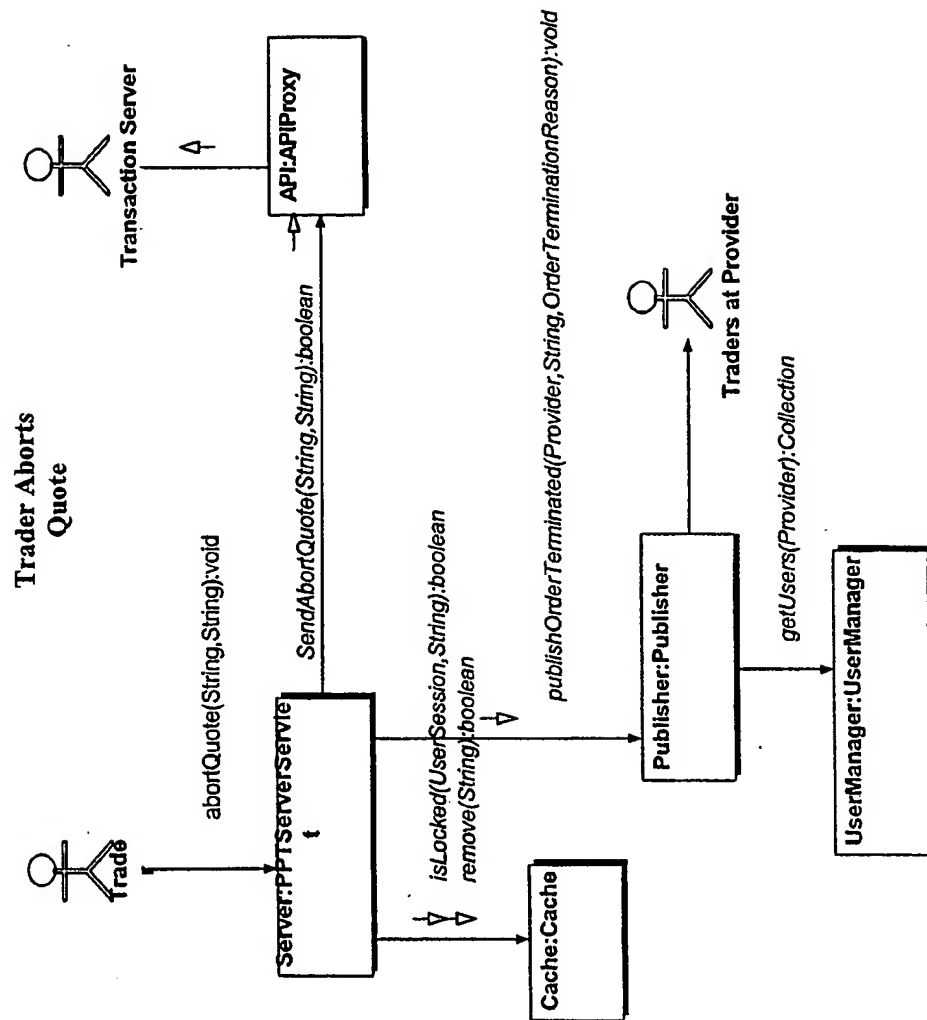 Trader Aborts
Quote
Trade
abortQuote(String,String):void
Server:PPTServerServle
t
SendAbortQuote(String,String):boolean
Transaction Server
API:APIProxy
isLocked(UserSession,String):boolean
remove(String):boolean
Cache:Cache
publishOrderTerminated(Provider,String,OrderTerminationReason):void
Publisher:Publisher
Traders at Provider
getUsers(Provider):Collection
UserManager:UserManager